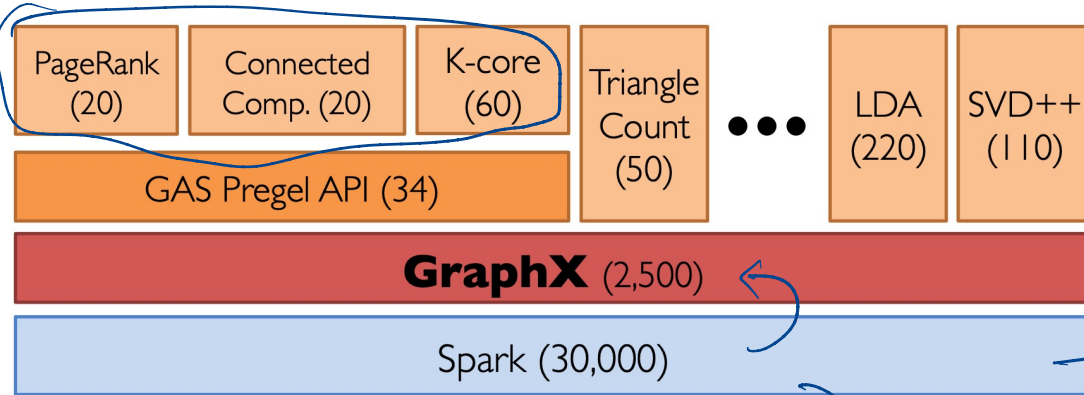 PageRank
(20)
Connected
Comp. (20)
K-core
(60)
Triangle
Count
(50)
LDA
(220)
SVD++
(110)
GAS Pregel API (34)
GraphX (2,500)
Spark (30,000)